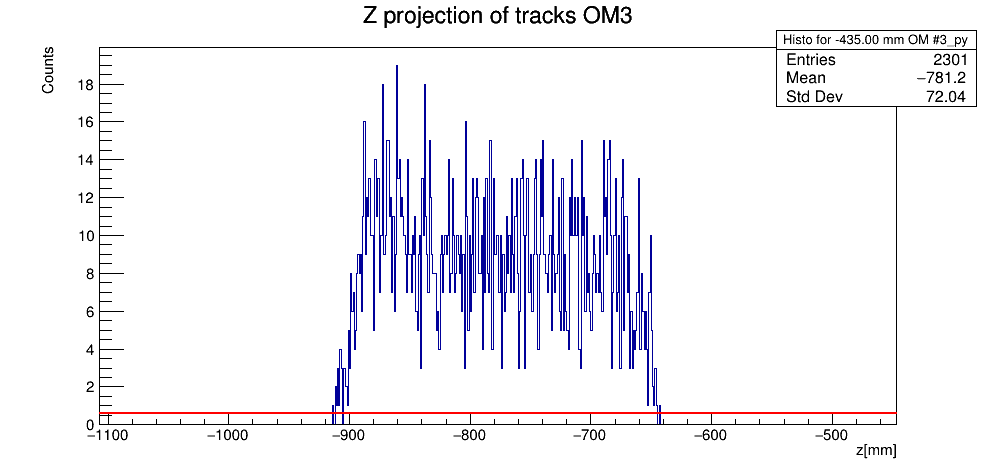 Z projection of tracks OM3
Histo for -435.00 mm OM #3_py
Entries 2301
Mean −781.2
Std Dev 72.04
Counts
18
16
14
12
10
8
6
4
2
0
−1100 −1000 −900 −800 −700 −600 −500
z[mm]